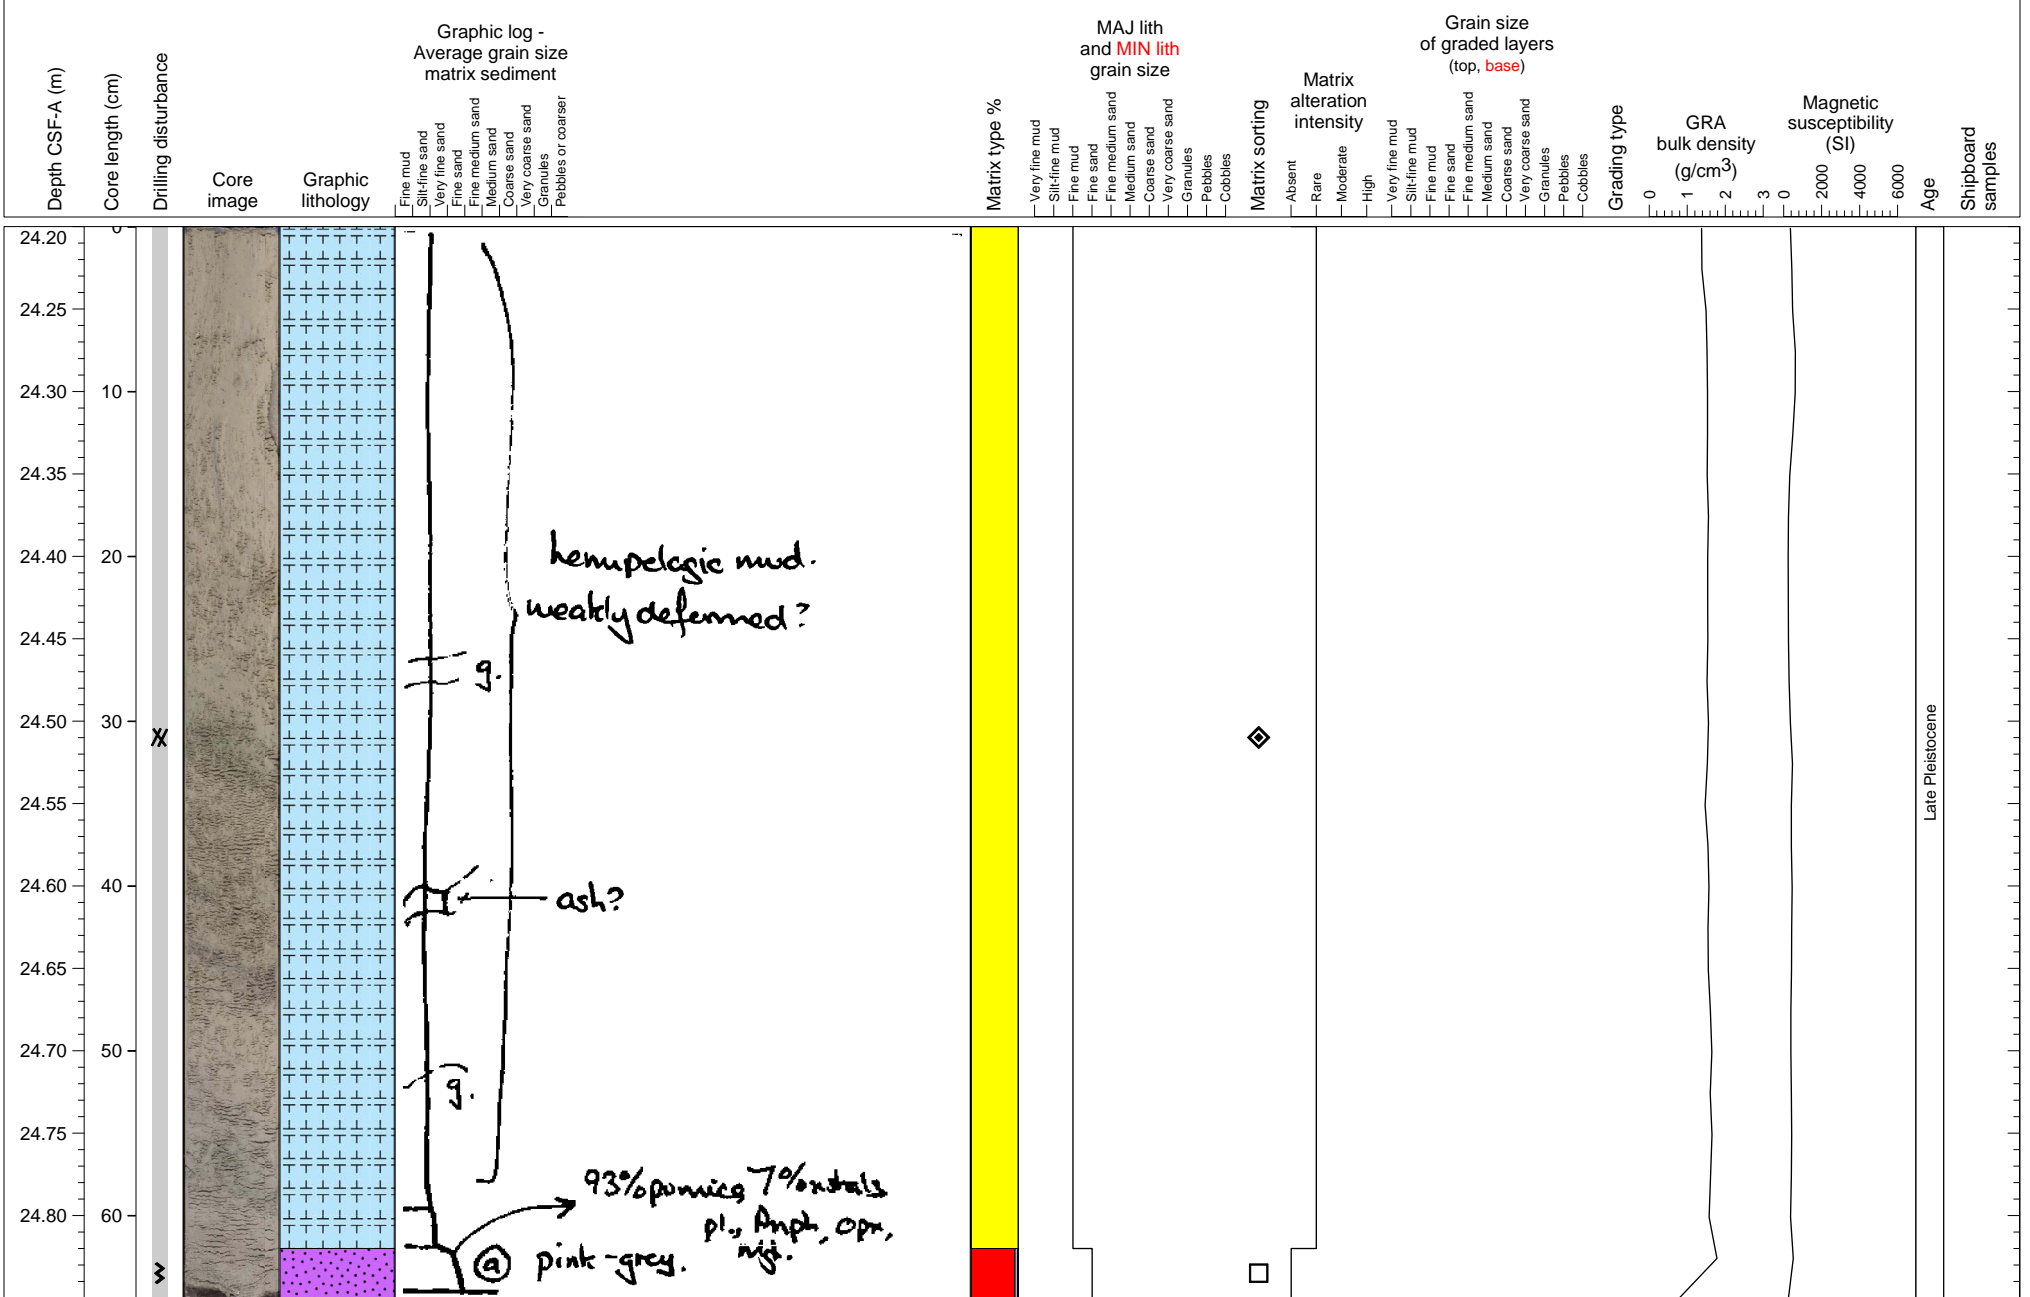 Depth CSF-A (m)
Core length (cm)
Drilling disturbance
Core
image
Graphic
lithology
Graphic log -
Average grain size
matrix sediment
Fine mud
Silt-fine sand
Very fine sand
Fine sand
Fine medium sand
Medium sand
Coarse sand
Very coarse sand
Granules
Pebbles or coarser
Matrix type %
MAJ lith
and MIN lith
grain size
Very fine mud
Silt-fine mud
Fine mud
Fine sand
Fine medium sand
Medium sand
Coarse sand
Very coarse sand
Granules
Pebbles
Cobbles
Matrix sorting
Matrix
alteration
intensity
Absent
Rare
Moderate
High
Grain size
of graded layers
(top, base)
Very fine mud
Silt-fine mud
Fine mud
Fine sand
Fine medium sand
Medium sand
Coarse sand
Very coarse sand
Granules
Pebbles
Cobbles
Grading type
GRA
bulk density
(g/cm3)
0 1 2 3
Magnetic
susceptibility
(SI)
0 2000 4000 6000
Age
Shipboard
samples
24.20 0
24.25
24.30 10
24.35
24.40 20
24.45
24.50 30
24.55
24.60 40
24.65
24.70 50
24.75
24.80 60
hemipelagic mud.
weakly deformed?
g.
ash?
g.
93% pumice, 7%
pl., Amph, opx,
a pink-grey.
Late Pleistocene